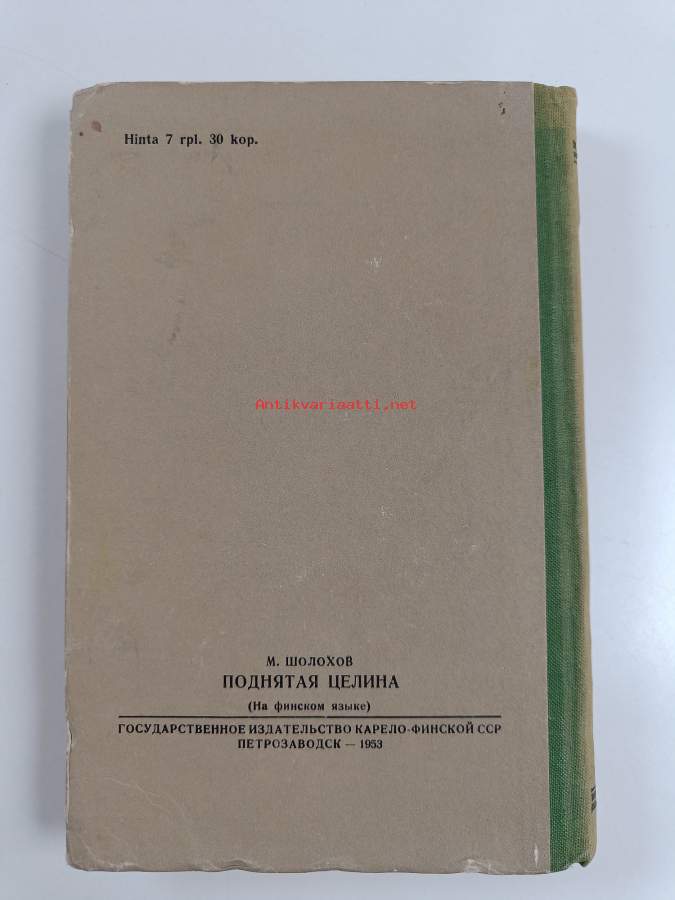 Hinta 7 rpl. 30 kop.
Antikvariaatti.net
М. ШОЛОХОВ
ПОДНЯТАЯ ЦЕЛИНА
(На финском языке)
ГОСУДАРСТВЕННОЕ ИЗДАТЕЛЬСТВО КАРЕЛО-ФИНСКОЙ ССР
ПЕТРОЗАВОДСК — 1953